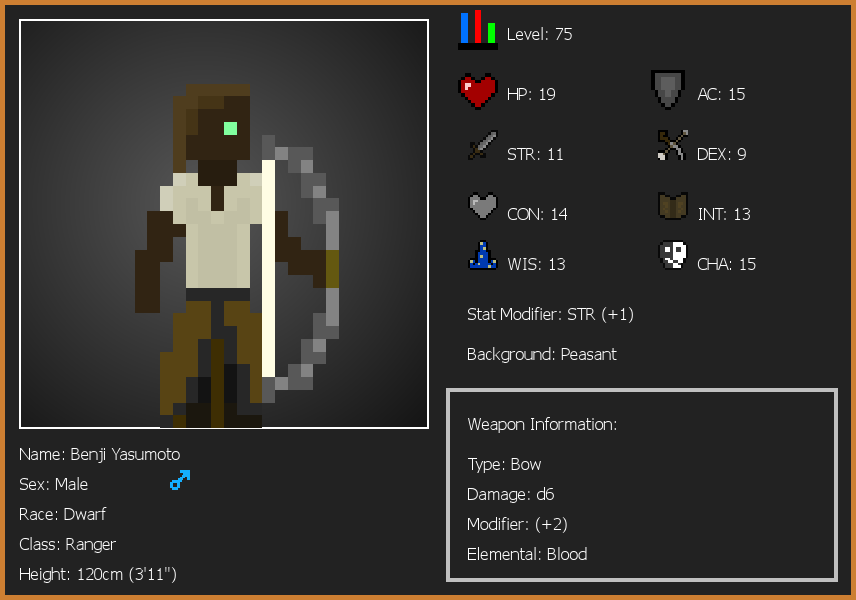 Level: 75
HP: 19
AC: 15
STR: 11
DEX: 9
CON: 14
INT: 13
WIS: 13
CHA: 15
Stat Modifier: STR (+1)
Background: Peasant
Weapon Information:
Type: Bow
Damage: d6
Modifier: (+2)
Elemental: Blood
Name: Benji Yasumoto
Sex: Male
Race: Dwarf
Class: Ranger
Height: 120cm (3'11")